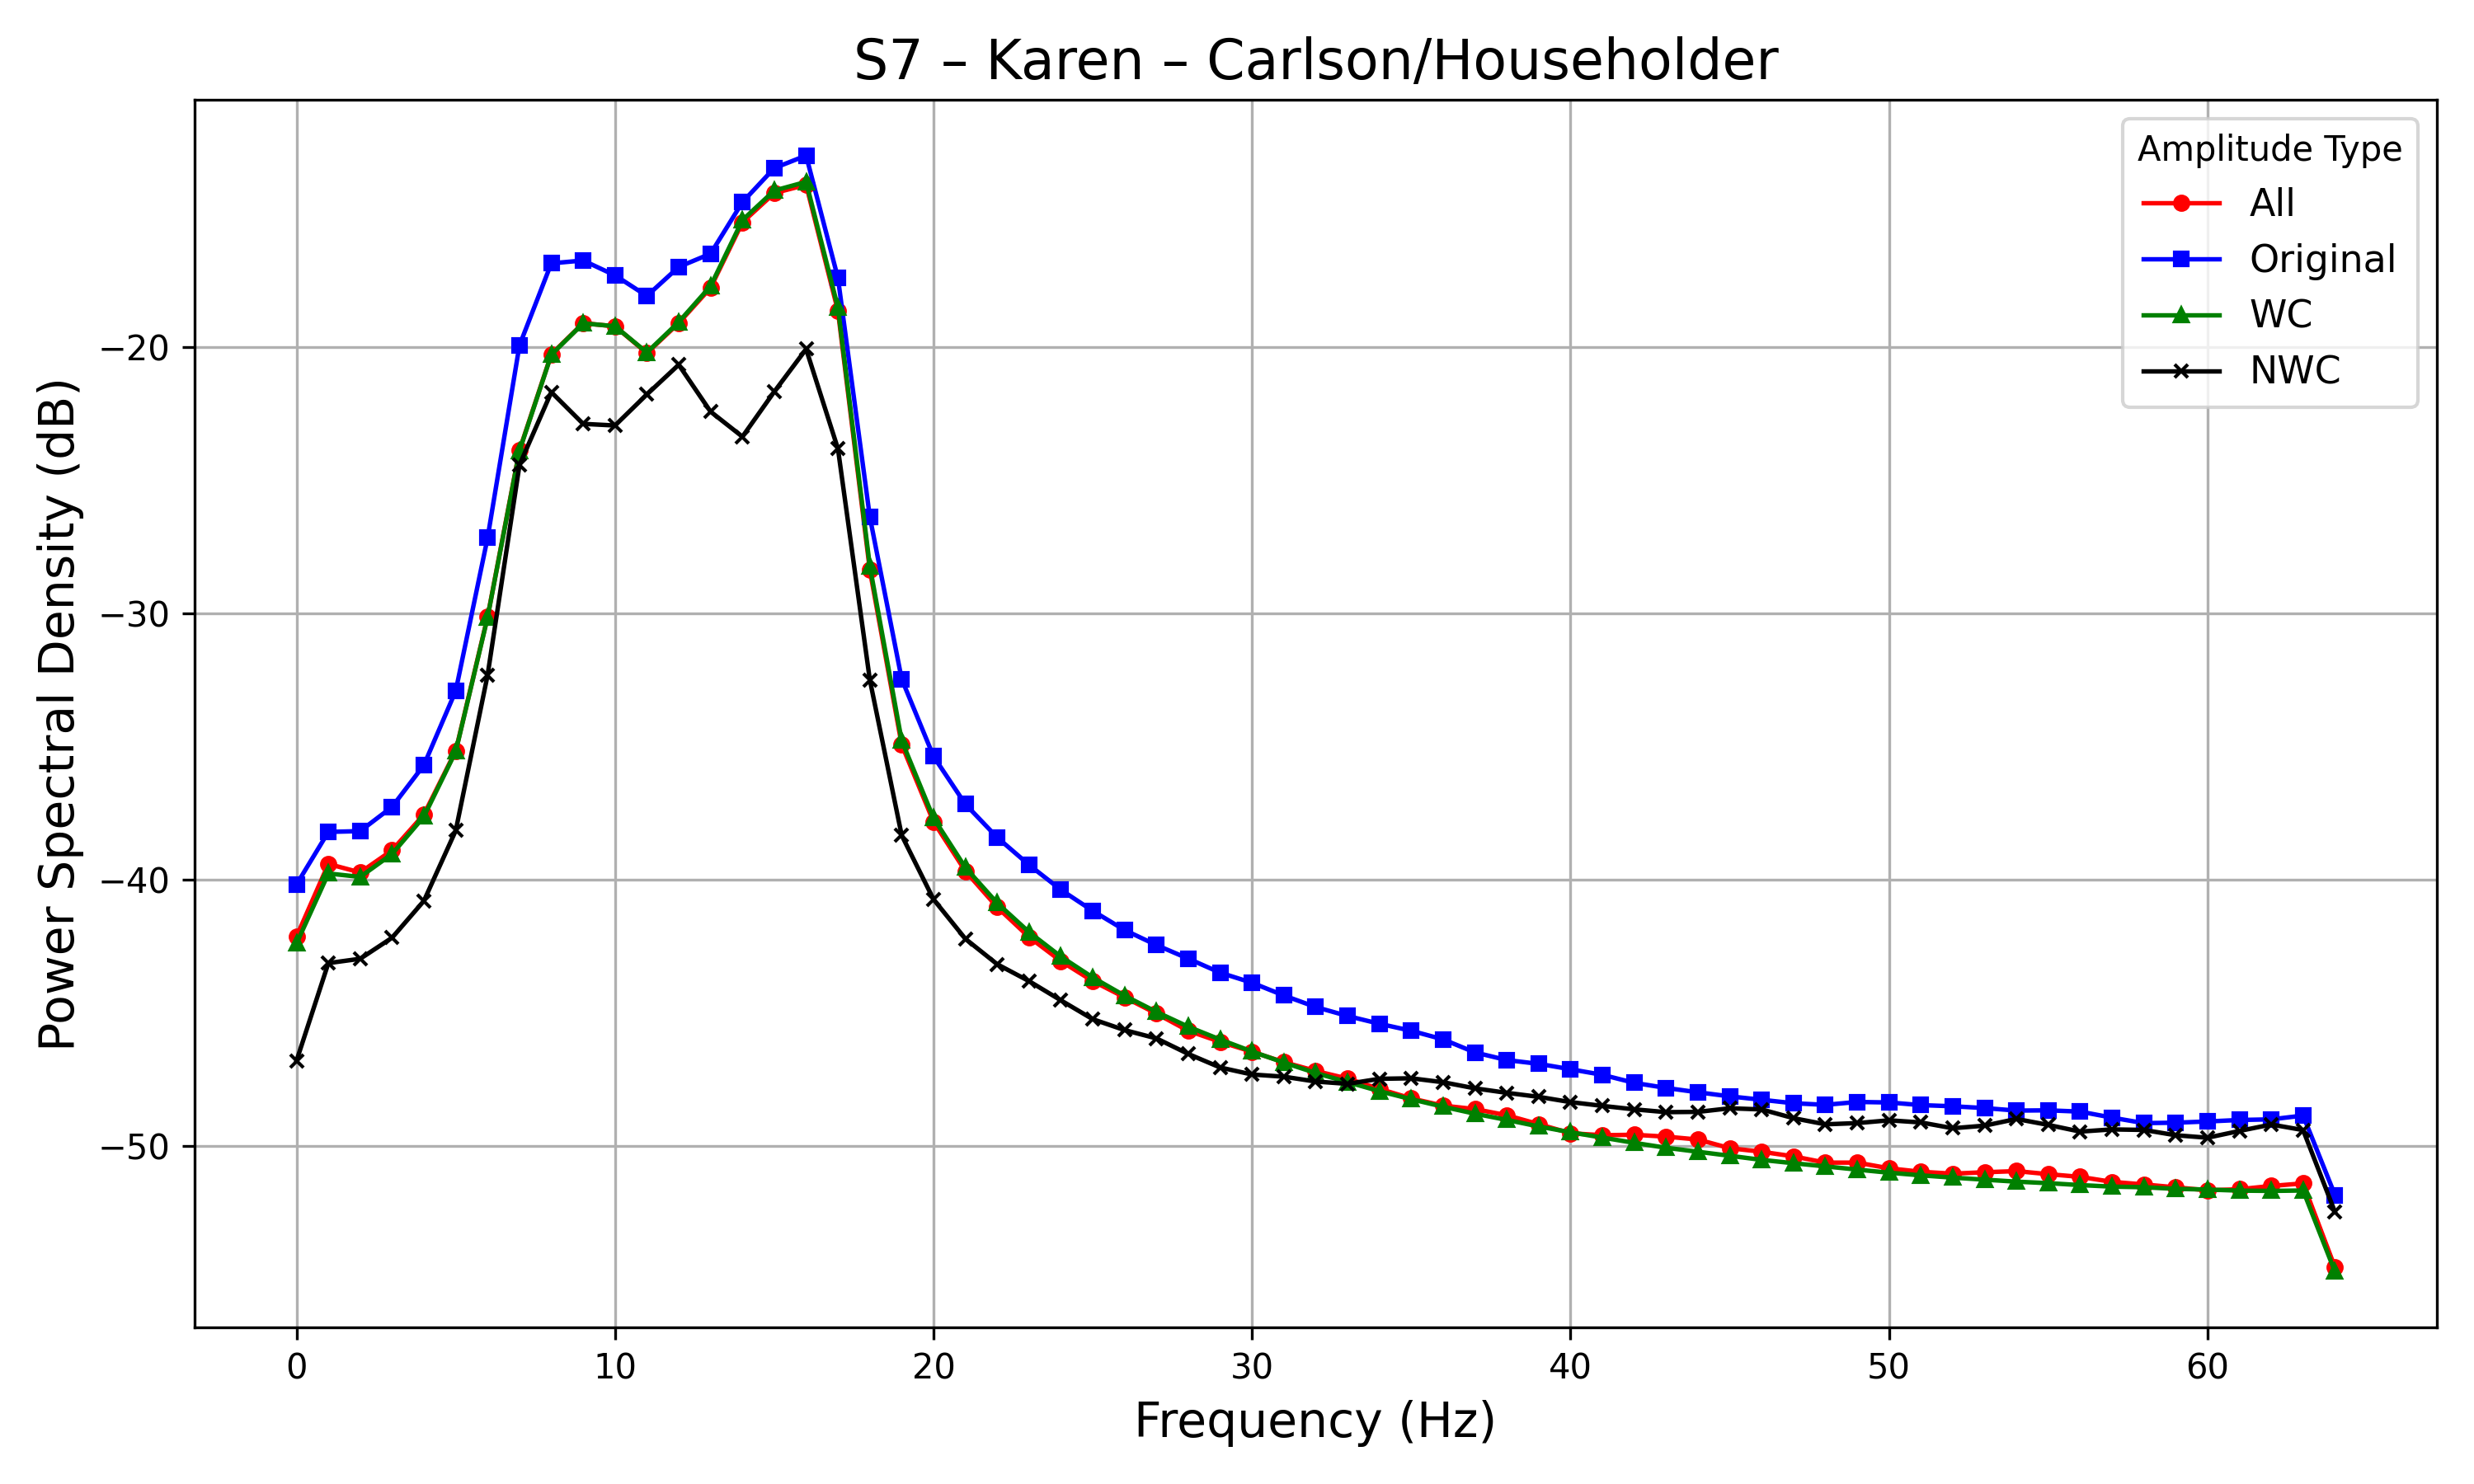 S7 – Karen – Carlson/Householder
Amplitude Type
All
Original
WC
NWC
Power Spectral Density (dB)
−20
−30
−40
−50
0 10 20 30 40 50 60
Frequency (Hz)